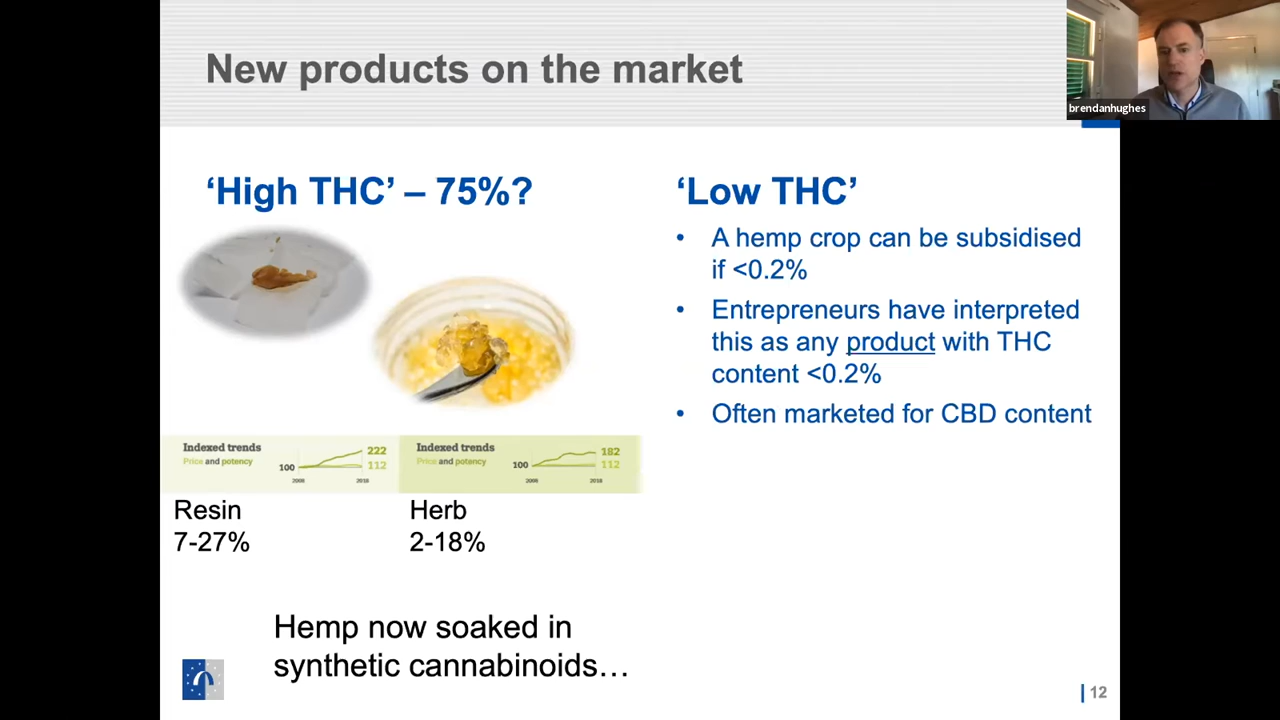 New products on the market
brendanhughes
‘High THC’ – 75%?
Indexed trends
Price and potency
100
222
112
2008
2018
Indexed trends
Price and potency
100
182
112
2008
2018
Resin
7-27%
Herb
2-18%
Hemp now soaked in
synthetic cannabinoids…
‘Low THC’
• A hemp crop can be subsidised
if <0.2%
• Entrepreneurs have interpreted
this as any product with THC
content <0.2%
• Often marketed for CBD content
12